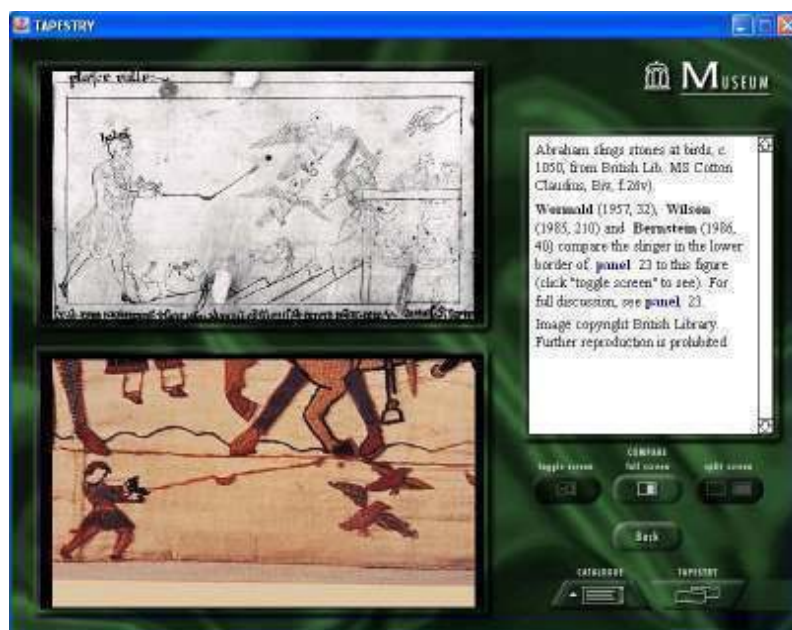 TAPESTRY
MUSEUM
Abraham slings stones at birds, c.
1050, from British Lib. MS Cotton
Claudius, Biv, f.26v).
Wormald (1957, 32), Wilson
(1985, 210) and Bernstein (1986,
40) compare the slinger in the lower
border of panel 23 to this figure
(click "toggle screen" to see). For
full discussion, see panel 23.
Image copyright British Library.
Further reproduction is prohibited
COMPARE
toggle screen full screen split screen
Back
CATALOGUE TAPESTRY